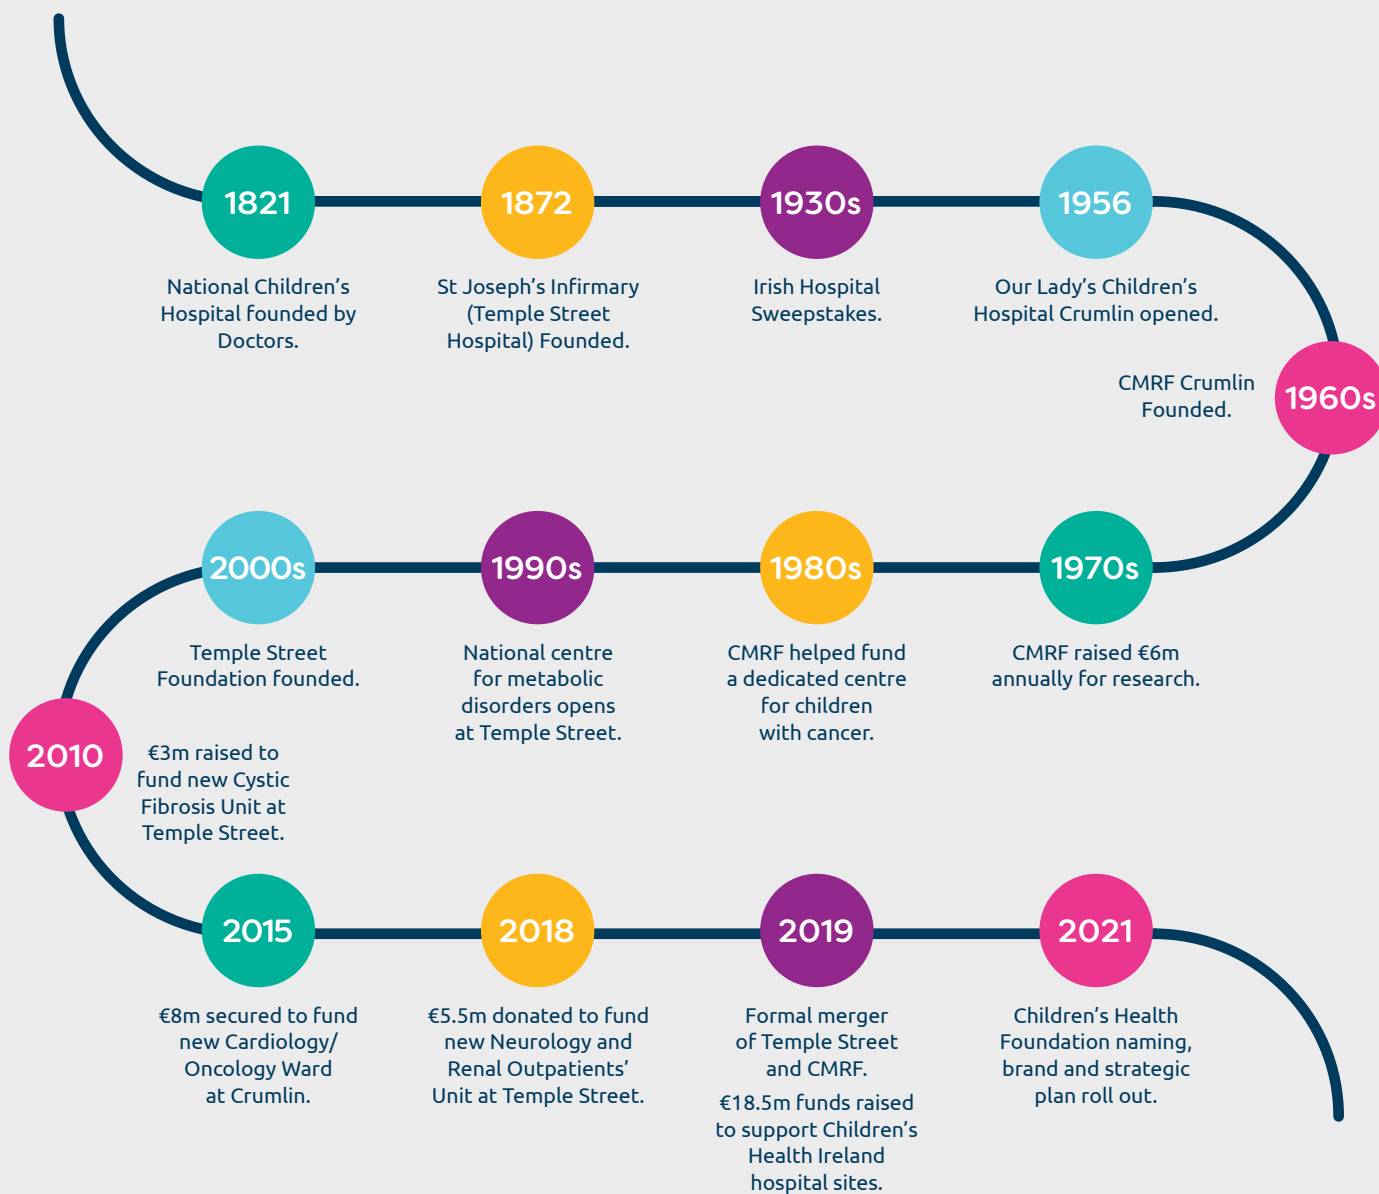 1821
National Children's
Hospital founded by
Doctors.
1872
St Joseph's Infirmary
(Temple Street
Hospital) Founded.
1930s
Irish Hospital
Sweepstakes.
1956
Our Lady's Children's
Hospital Crumlin opened.
1960s
CMRF Crumlin
Founded.
1970s
CMRF raised €6m
annually for research.
1980s
CMRF helped fund
a dedicated centre
for children
with cancer.
1990s
National centre
for metabolic
disorders opens
at Temple Street.
2000s
Temple Street
Foundation founded.
2010
€3m raised to
fund new Cystic
Fibrosis Unit at
Temple Street.
2015
€8m secured to fund
new Cardiology/
Oncology Ward
at Crumlin.
2018
€5.5m donated to fund
new Neurology and
Renal Outpatients'
Unit at Temple Street.
2019
Formal merger
of Temple Street
and CMRF.
€18.5m funds raised
to support Children's
Health Ireland
hospital sites.
2021
Children's Health
Foundation naming,
brand and strategic
plan roll out.